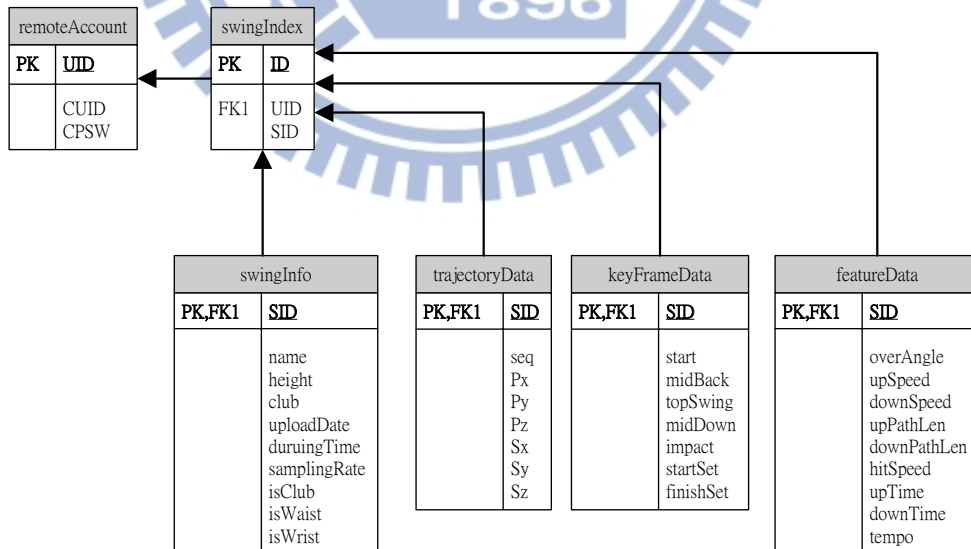 1896
remoteAccount
PK UID
CUID
CPSW
swingIndex
PK ID
FK1 UID
SID
swingInfo
PK,FK1 SID
name
height
club
uploadDate
duruingTime
samplingRate
isClub
isWaist
isWrist
trajectoryData
PK,FK1 SID
seq
Px
Py
Pz
Sx
Sy
Sz
keyFrameData
PK,FK1 SID
start
midBack
topSwing
midDown
impact
startSet
finishSet
featureData
PK,FK1 SID
overAngle
upSpeed
downSpeed
upPathLen
downPathLen
hitSpeed
upTime
downTime
tempo